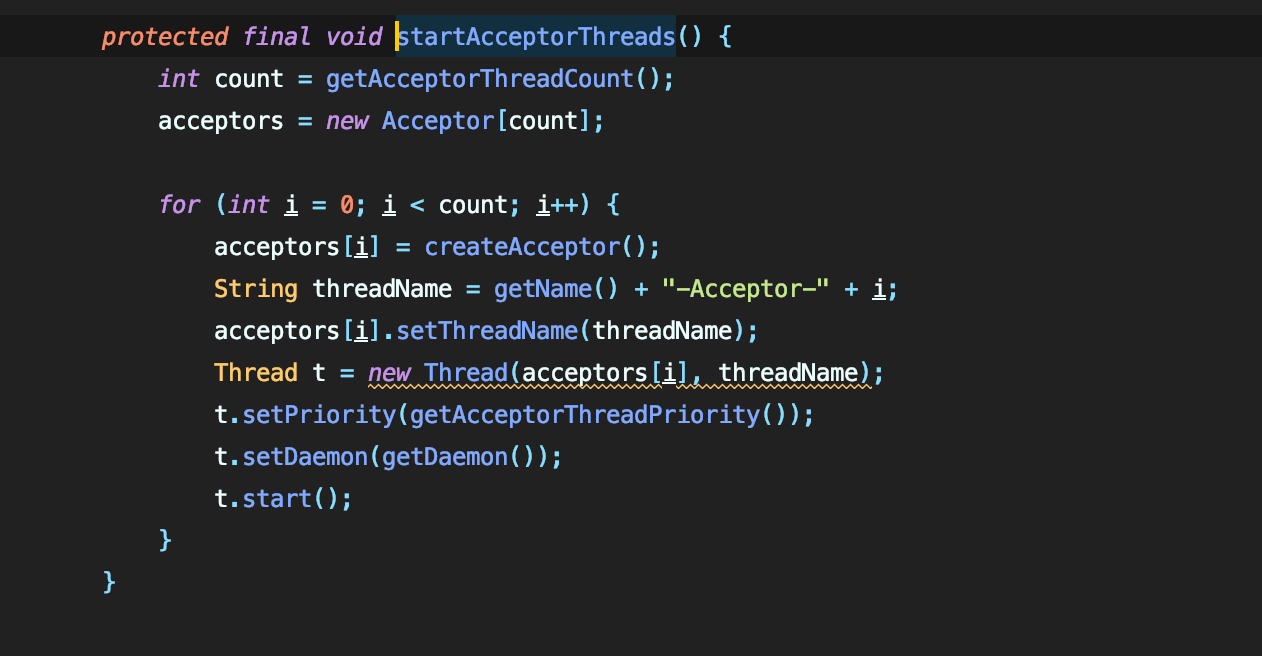 protected final void startAcceptorThreads() {
    int count = getAcceptorThreadCount();
    acceptors = new Acceptor[count];

    for (int i = 0; i < count; i++) {
        acceptors[i] = createAcceptor();
        String threadName = getName() + "-Acceptor-" + i;
        acceptors[i].setThreadName(threadName);
        Thread t = new Thread(acceptors[i], threadName);
        t.setPriority(getAcceptorThreadPriority());
        t.setDaemon(getDaemon());
        t.start();
    }
}